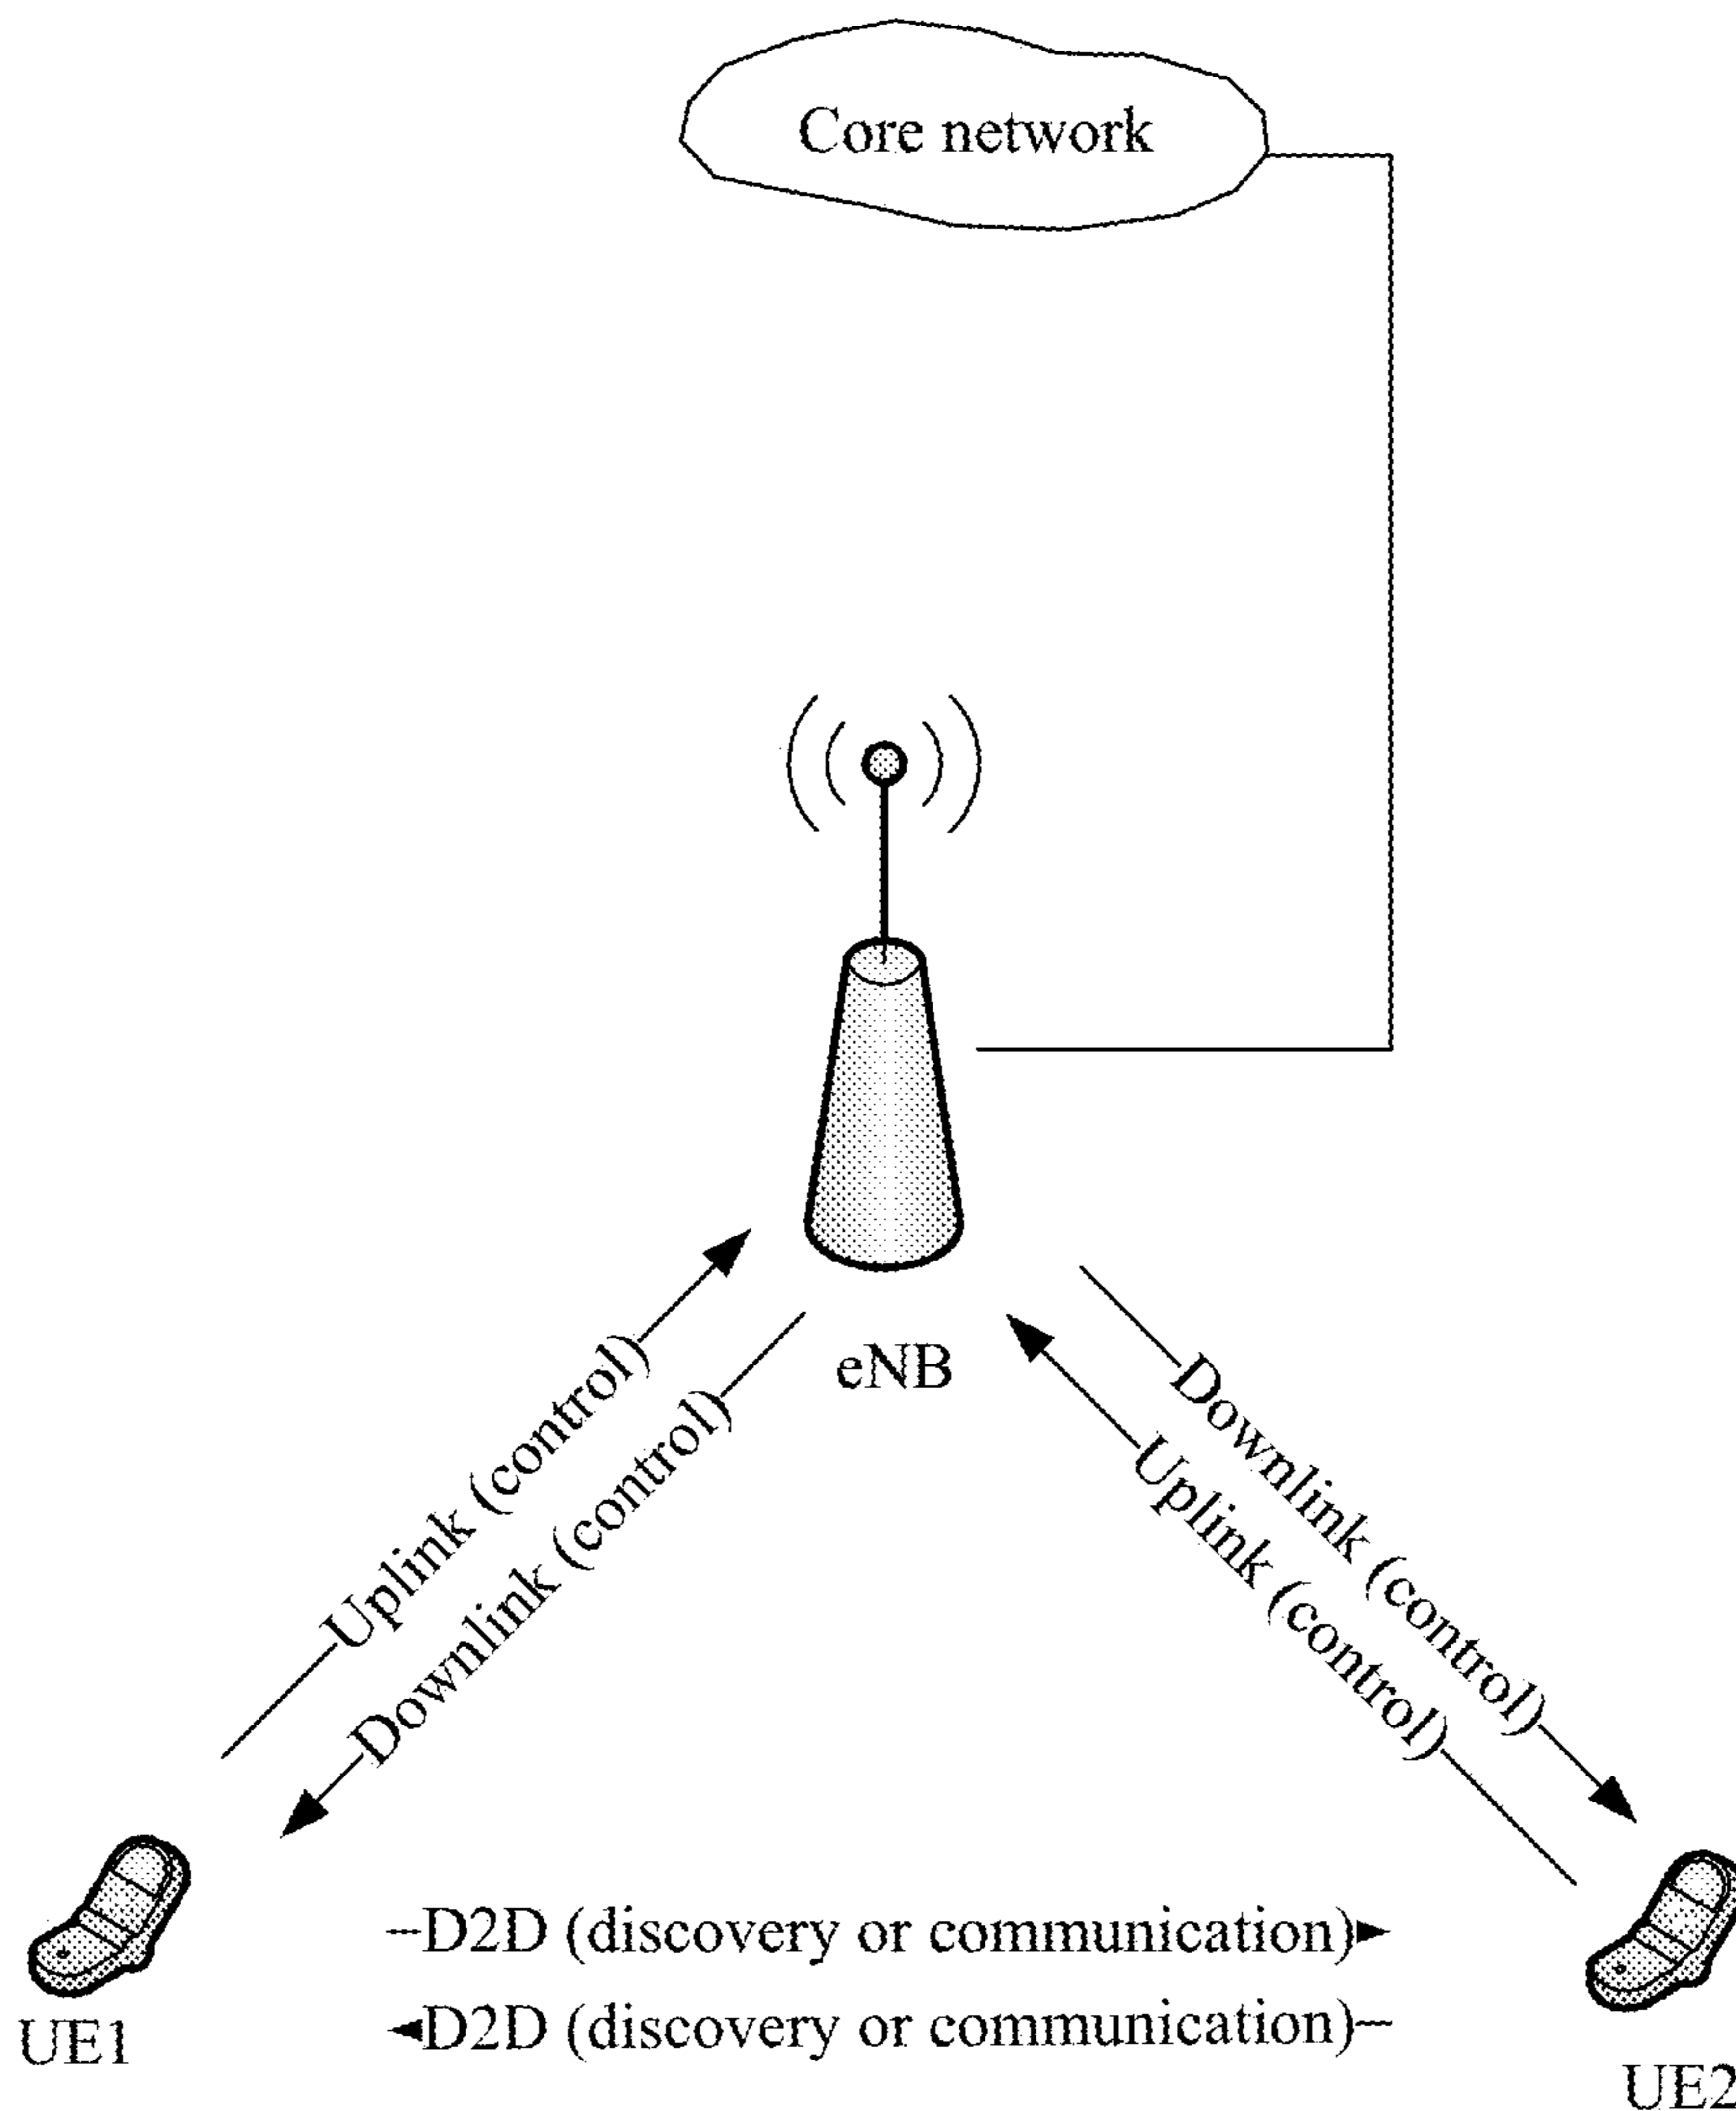 Core network
eNB
Uplink (control)
Downlink (control)
Downlink (control)
Uplink (control)
D2D (discovery or communication)
D2D (discovery or communication)
UE1
UE2